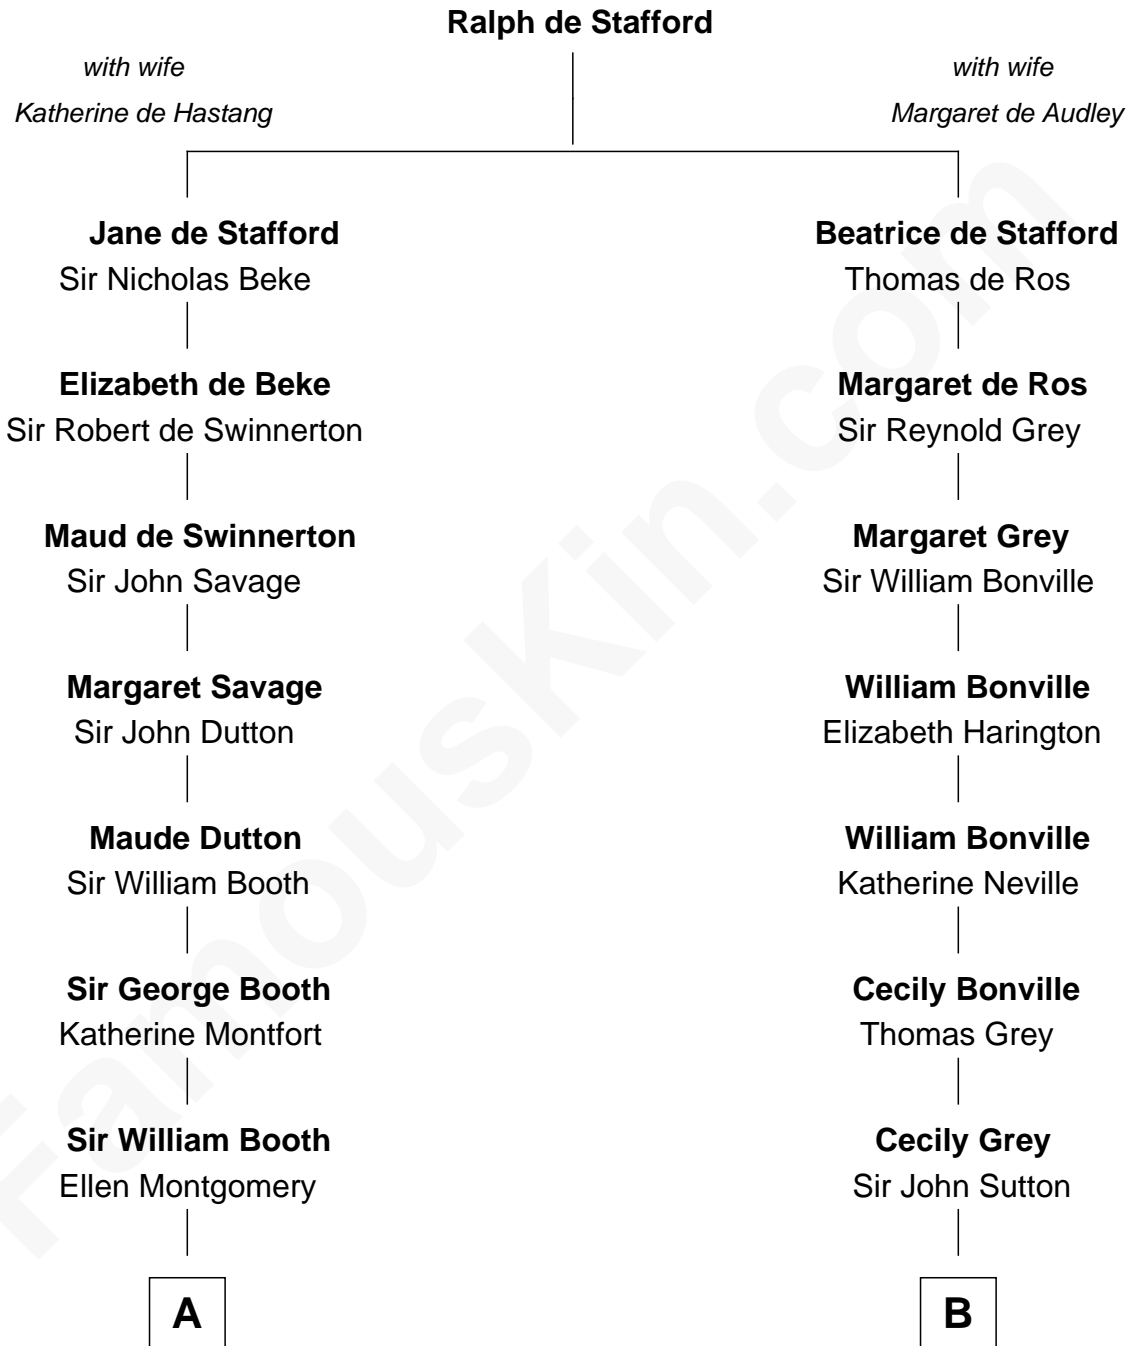 Ralph de Stafford
with wife
Katherine de Hastang
with wife
Margaret de Audley
Jane de Stafford
Sir Nicholas Beke
Beatrice de Stafford
Thomas de Ros
Elizabeth de Beke
Sir Robert de Swinnerton
Margaret de Ros
Sir Reynold Grey
Maud de Swinnerton
Sir John Savage
Margaret Grey
Sir William Bonville
Margaret Savage
Sir John Dutton
William Bonville
Elizabeth Harington
Maude Dutton
Sir William Booth
William Bonville
Katherine Neville
Sir George Booth
Katherine Montfort
Cecily Bonville
Thomas Grey
Sir William Booth
Ellen Montgomery
Cecily Grey
Sir John Sutton
A
B
FamousKin.com